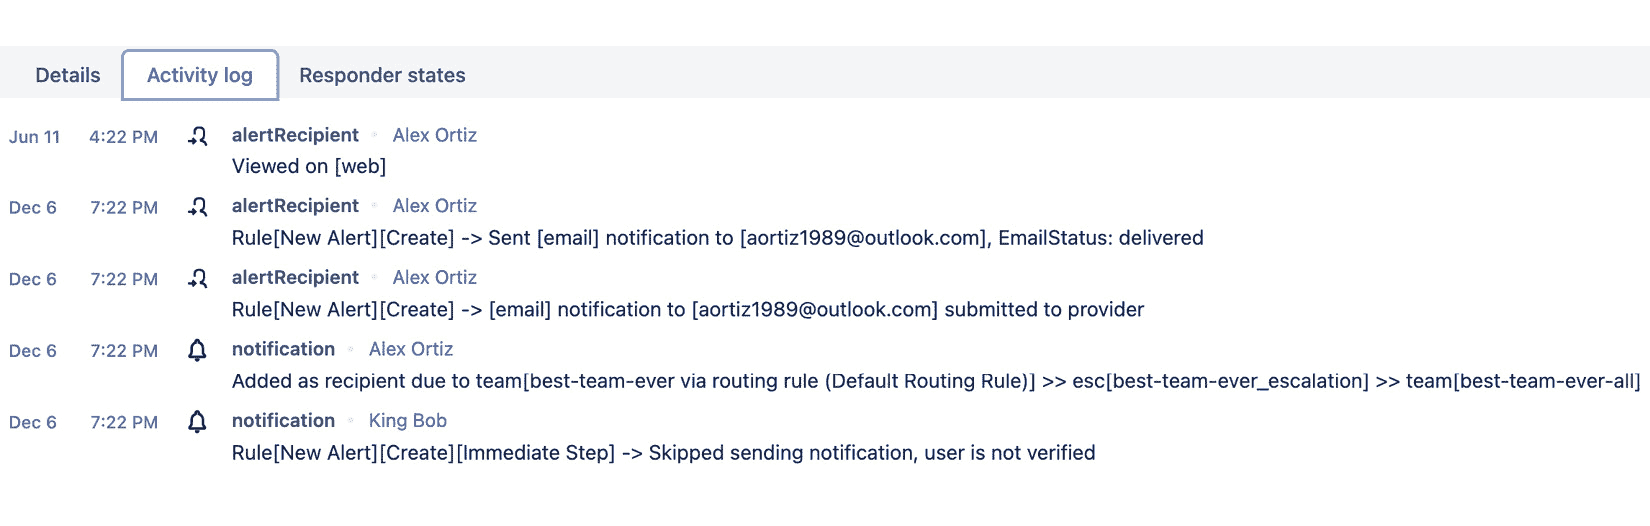 Details Activity log Responder states
Jun 11 4:22 PM alertRecipient Alex Ortiz
Viewed on [web]
Dec 6 7:22 PM alertRecipient Alex Ortiz
Rule[New Alert][Create] -> Sent [email] notification to [aortiz1989@outlook.com], EmailStatus: delivered
Dec 6 7:22 PM alertRecipient Alex Ortiz
Rule[New Alert][Create] -> [email] notification to [aortiz1989@outlook.com] submitted to provider
Dec 6 7:22 PM notification Alex Ortiz
Added as recipient due to team[best-team-ever via routing rule (Default Routing Rule)] >> esc[best-team-ever_escalation] >> team[best-team-ever-all]
Dec 6 7:22 PM notification King Bob
Rule[New Alert][Create][Immediate Step] -> Skipped sending notification, user is not verified